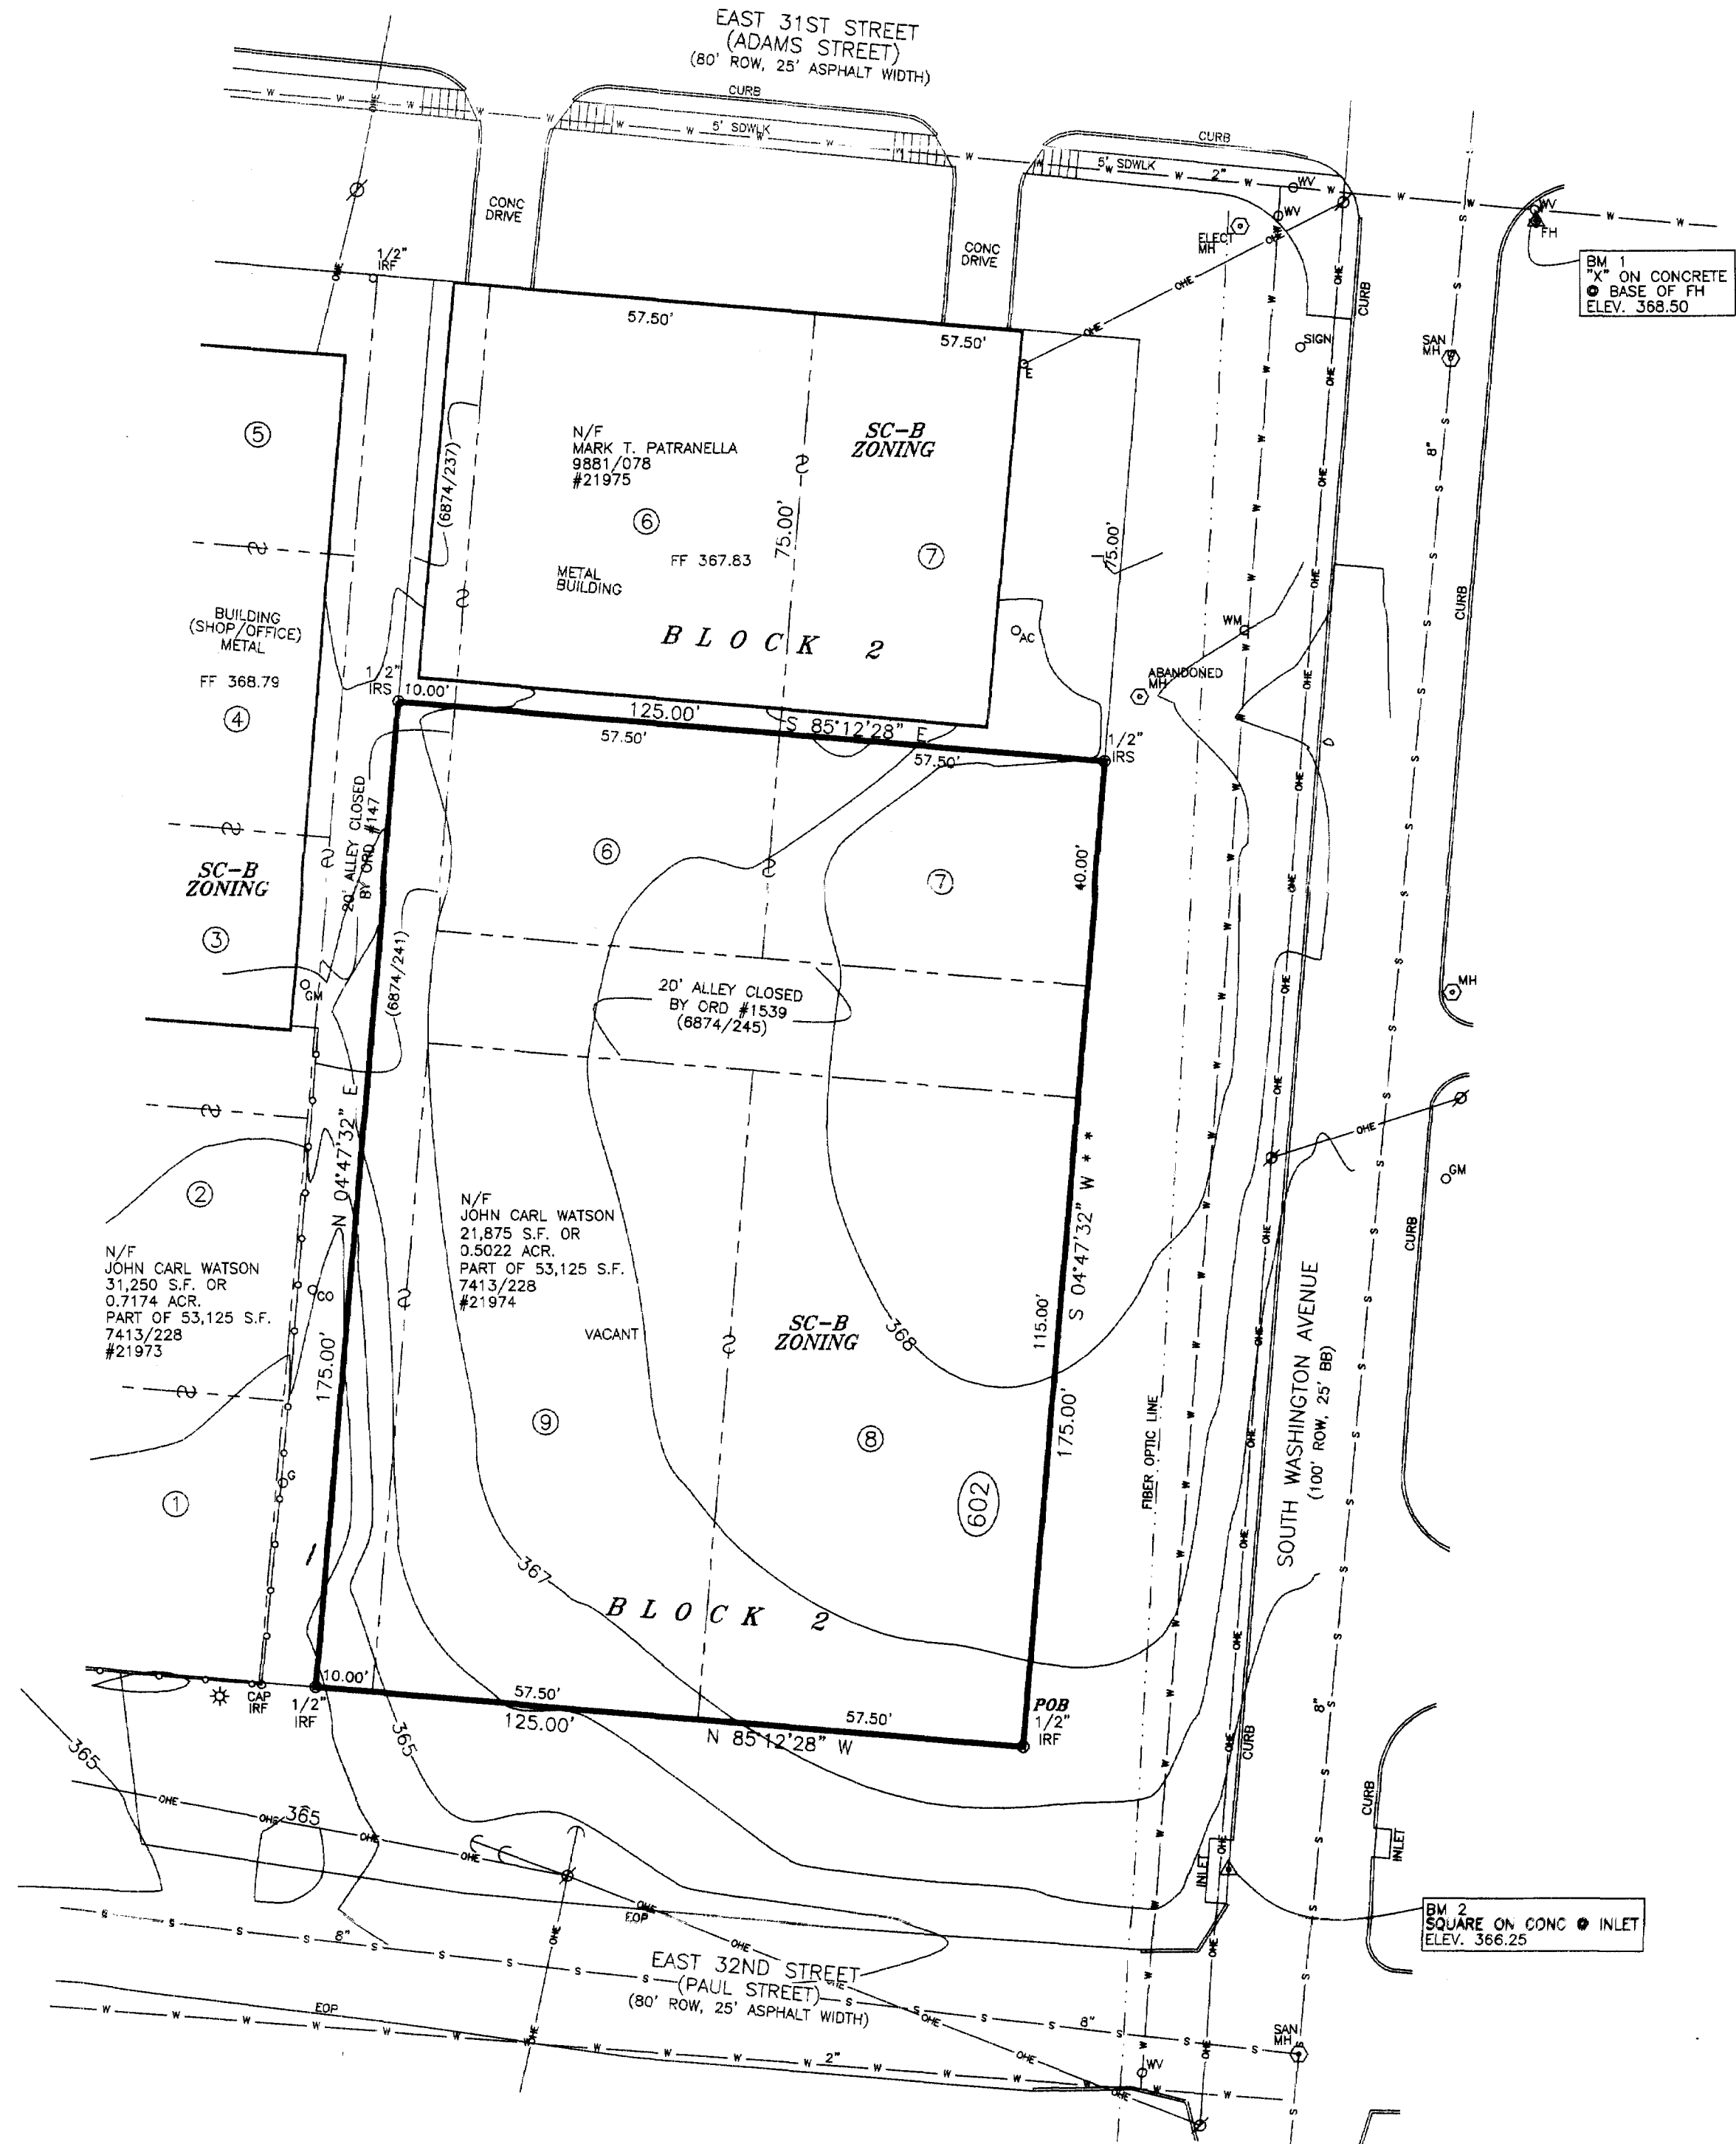 EAST 31ST STREET
(ADAMS STREET)
(80' ROW, 25' ASPHALT WIDTH)
CURB
5' SDWLK
CURB
5' SDWLK
2"
WV
WV
WV
FH
ELECT
MH
CONC
DRIVE
CONC
DRIVE
BM 1
"X" ON CONCRETE
@ BASE OF FH
ELEV. 368.50
1/2"
IRF
57.50'
57.50'
CURB
SIGN
SAN
MH
E
8"
5
(6874/237)
N/F
MARK T. PATRANELLA
9881/078
#21975
SC-B
ZONING
6
75.00'
FF 367.83
7
75.00'
METAL
BUILDING
BLOCK 2
AC
WM
CURB
BUILDING
(SHOP/OFFICE)
METAL
FF 368.79
4
1/2"
IRS
10.00'
125.00'
S 85°12'28" E
57.50'
57.50'
1/2"
IRS
ABANDONED
MH
20' ALLEY CLOSED
BY ORD #147
SC-B
ZONING
3
6
7
40.00'
GM
(6874/241)
20' ALLEY CLOSED
BY ORD #1539
(6874/245)
MH
N 04°47'32" E
175.00'
2
N/F
JOHN CARL WATSON
31,250 S.F. OR
0.7174 ACR.
PART OF 53,125 S.F.
7413/228
#21973
CO
N/F
JOHN CARL WATSON
21,875 S.F. OR
0.5022 ACR.
PART OF 53,125 S.F.
7413/228
#21974
VACANT
SC-B
ZONING
368
S 04°47'32" W * *
115.00'
175.00'
OHE
GM
CURB
SOUTH WASHINGTON AVENUE
(100' ROW, 25' BB)
FIBER OPTIC LINE
9
8
602
G
1
367
BLOCK 2
10.00'
57.50'
125.00'
57.50'
N 85°12'28" W
POB
1/2"
IRF
CAP
IRF
1/2"
IRF
8"
CURB
CURB
365
365
365
OHE
OHE
OHE
OHE
INLET
INLET
BM 2
SQUARE ON CONC @ INLET
ELEV. 366.25
8"
EOP
EAST 32ND STREET
(PAUL STREET)
(80' ROW, 25' ASPHALT WIDTH)
EOP
8"
SAN
MH
2"
WV